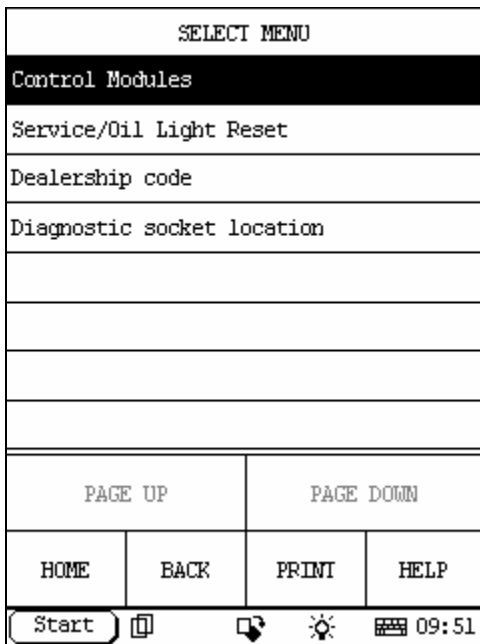 SELECT MENU
Control Modules
Service/Oil Light Reset
Dealership code
Diagnostic socket location
PAGE UP PAGE DOWN
HOME BACK PRINT HELP
Start 09:51